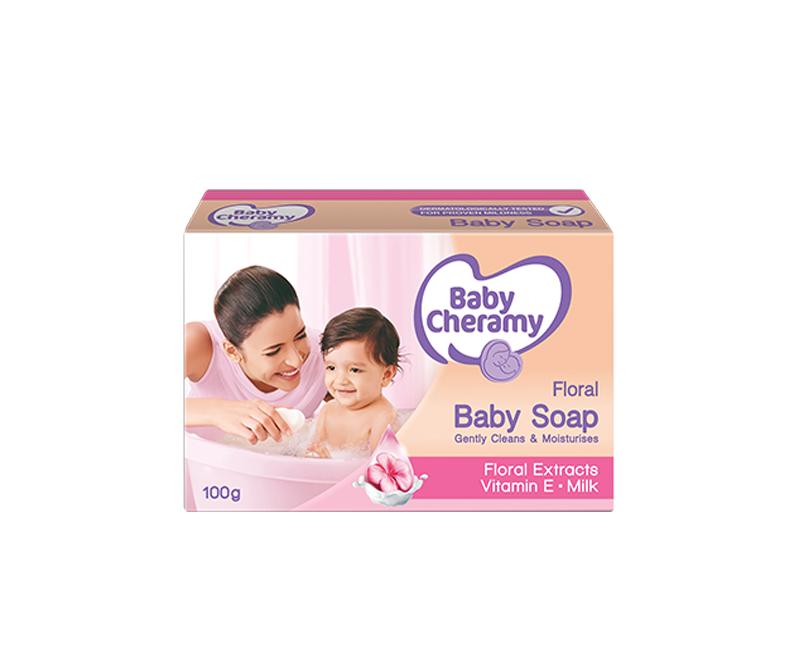 Baby
Cheramy
DERMATOLOGICALLY TESTED
FOR PROVEN MILDNESS
Baby Soap
Baby
Cheramy
Floral
Baby Soap
Gently Cleans & Moisturises
Floral Extracts
Vitamin E • Milk
100g